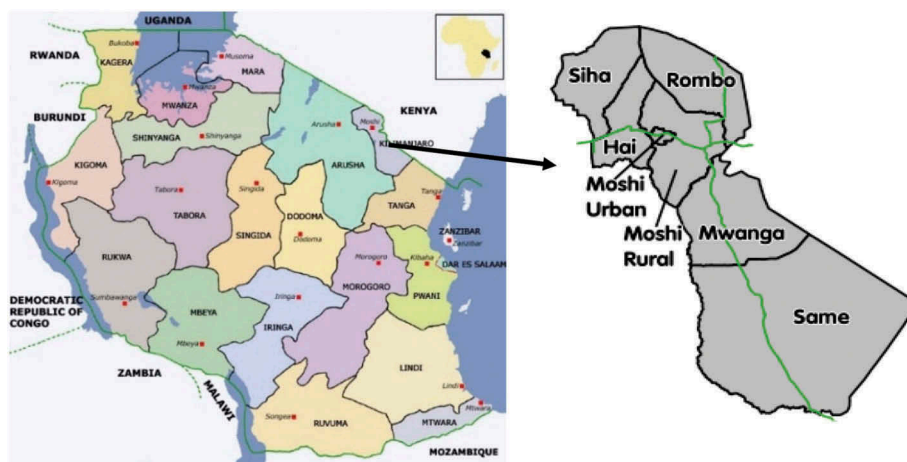 UGANDA
RWANDA
Bukoba
KAGERA
Musoma
MARA
Mwanza
MWANZA
KENYA
BURUNDI
SHINYANGA
Shinyanga
Arusha
Moshi
KILIMANJARO
KIGOMA
Kigoma
ARUSHA
Tabora
TABORA
Singida
SINGIDA
DODOMA
Dodoma
TANGA
Tanga
ZANZIBAR
Zanzibar
RUKWA
Morogoro
MOROGORO
Kibaha
DAR ES SALAAM
PWANI
DEMOCRATIC
REPUBLIC OF
CONGO
Sumbawanga
MBEYA
Mbeya
Iringa
IRINGA
ZAMBIA
MALAWI
LINDI
Lindi
Mtwara
MTWARA
Songea
RUVUMA
MOZAMBIQUE
Siha
Rombo
Hai
Moshi
Urban
Moshi
Rural
Mwanga
Same